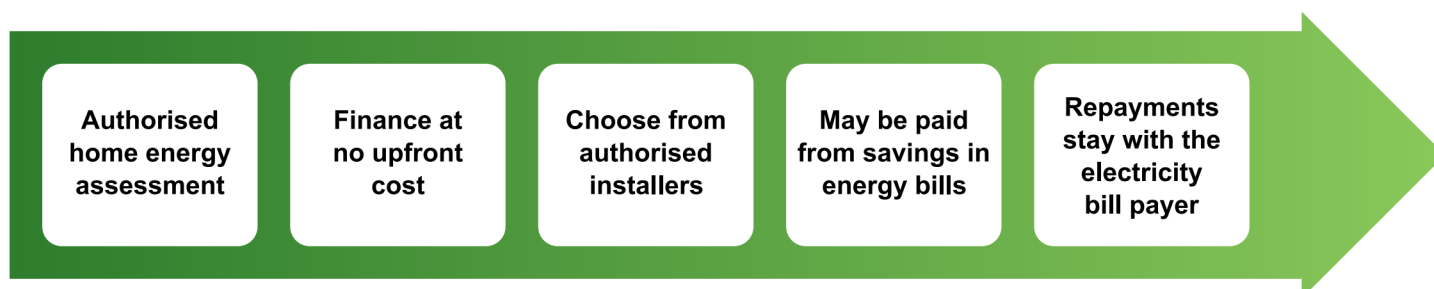 Authorised
home energy
assessment
Finance at
no upfront
cost
Choose from
authorised
installers
May be paid
from savings in
energy bills
Repayments
stay with the
electricity
bill payer